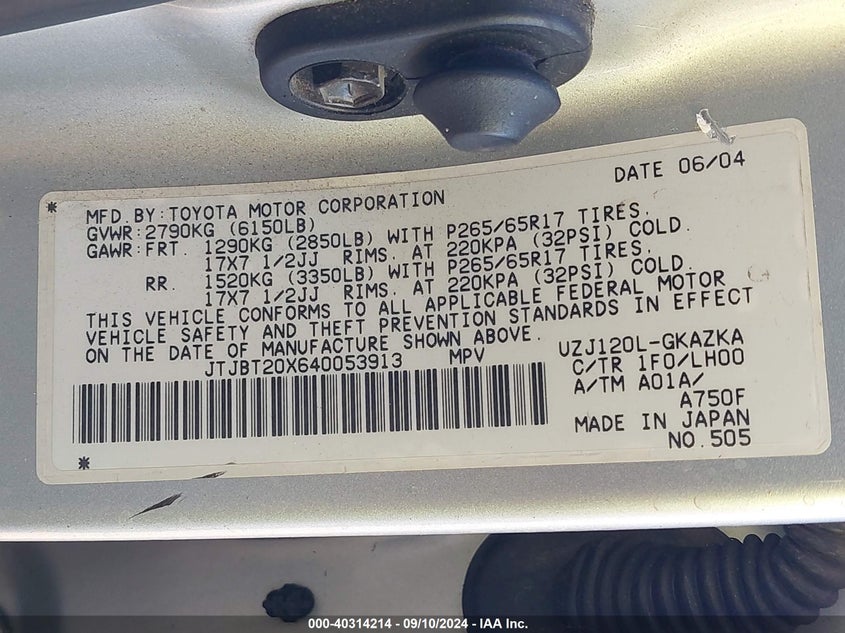 DATE 06/04
MFD.BY:TOYOTA MOTOR CORPORATION
GVWR:2790KG (6150LB)
GAWR:FRT. 1290KG (2850LB) WITH P265/65R17 TIRES.
17X7 1/2JJ RIMS. AT 220KPA (32PSI) COLD.
RR. 1520KG (3350LB) WITH P265/65R17 TIRES.
17X7 1/2JJ RIMS. AT 220KPA (32PSI) COLD.
THIS VEHICLE CONFORMS TO ALL APPLICABLE FEDERAL MOTOR
VEHICLE SAFETY AND THEFT PREVENTION STANDARDS IN EFFECT
ON THE DATE OF MANUFACTURE SHOWN ABOVE.
JTJBT20X640053913 MPV
UZJ120L-GKAZKA
C/TR 1F0/LH00
A/TM A01A/
A750F
MADE IN JAPAN
NO.505
000-40314214 - 09/10/2024 - IAAI.com